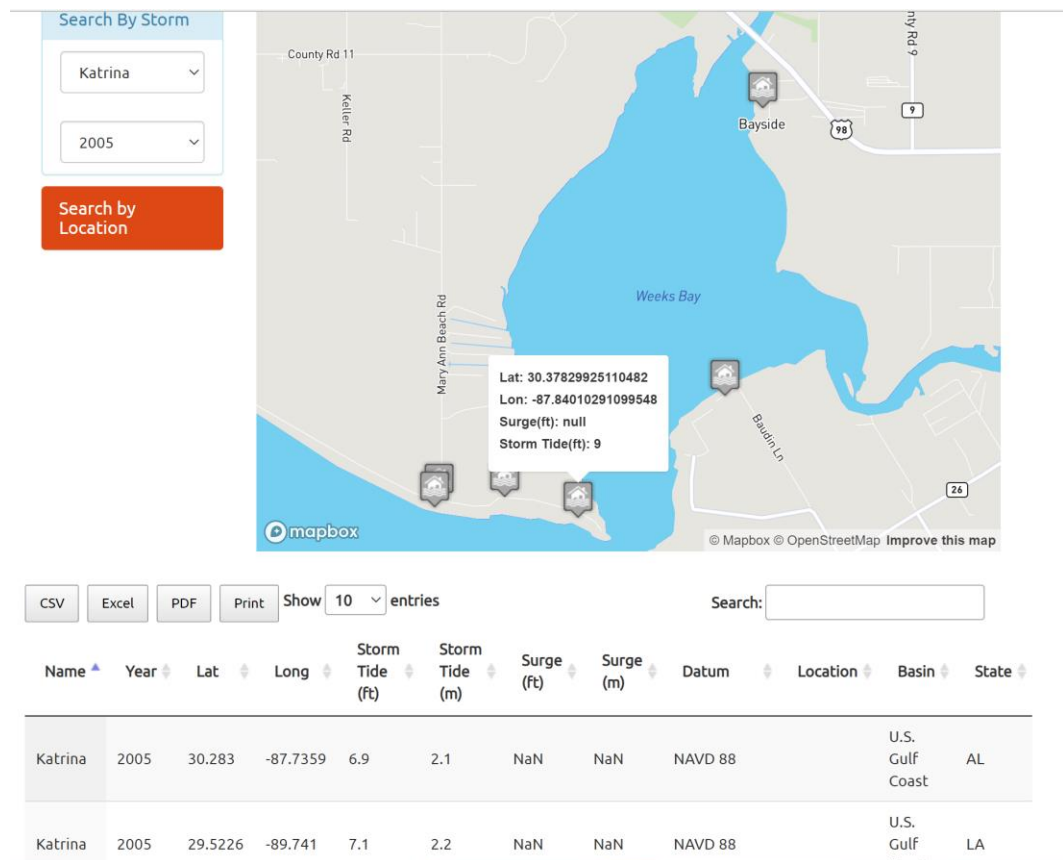 Search By Storm
Katrina
2005
Search by
Location
County Rd 11
Keller Rd
nty Rd 9
9
Bayside
98
Weeks Bay
Mary Ann Beach Rd
Lat: 30.37829925110482
Lon: -87.84010291099548
Surge(ft): null
Storm Tide(ft): 9
Baudin Ln
26
mapbox
© Mapbox © OpenStreetMap Improve this map
CSV Excel PDF Print Show 10 entries Search:
Name Year Lat Long Storm Tide (ft) Storm Tide (m) Surge (ft) Surge (m) Datum Location Basin State
Katrina 2005 30.283 -87.7359 6.9 2.1 NaN NaN NAVD 88 U.S. Gulf Coast AL
Katrina 2005 29.5226 -89.741 7.1 2.2 NaN NaN NAVD 88 U.S. Gulf LA